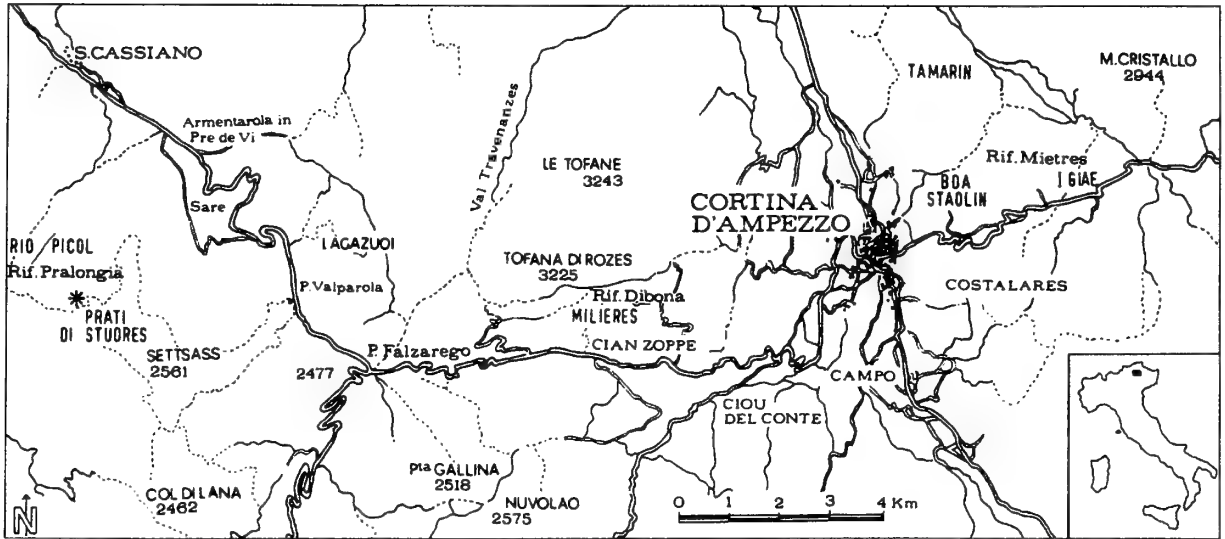 S.CASSIANO
Armentarola in
Pre de Vi
Sare
RIO PICOL
Rif. Pralongia
PRATI
DI STUORES
SETTSASS
2561
LAGAZUOI
P. Valparola
2477
P. Falzarego
COL DI LANA
2462
Pta GALLINA
2518
NUVOLAO
2575
Val Travenanzes
LE TOFANE
3243
TOFANA DI ROZES
3225
Rif. Dibona
MILIERES
CIAN ZOPPE
CORTINA
D'AMPEZZO
TAMARIN
M. CRISTALLO
2944
Rif. Mietres
I GIAE
BOA
STAOLIN
COSTALARES
CAMPO
CIOU
DEL CONTE
0 1 2 3 4 Km
N